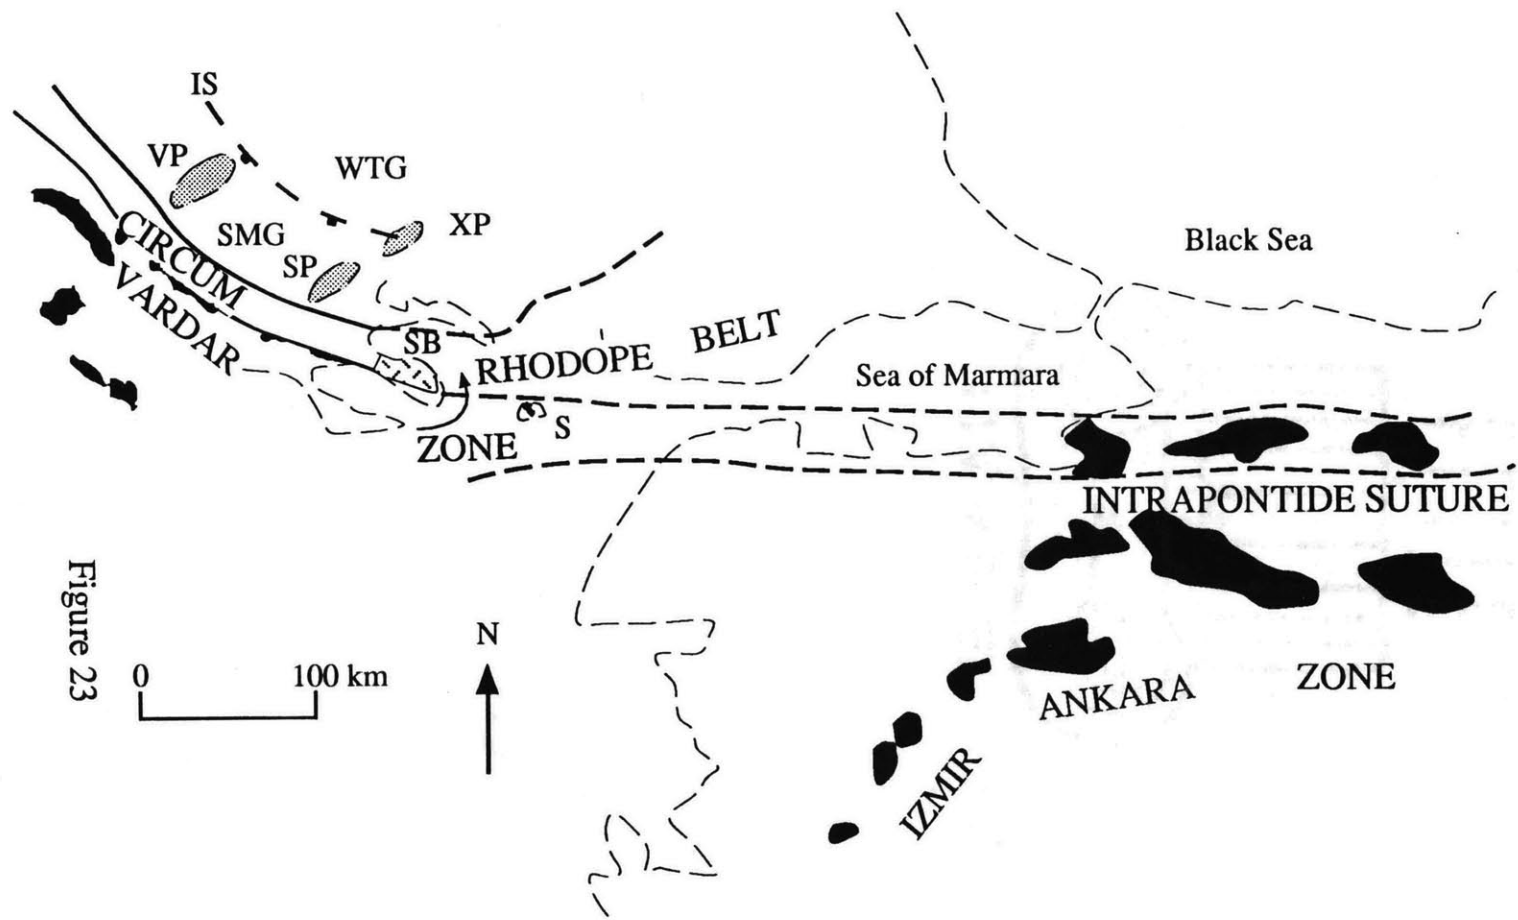 IS
VP
WTG
SMG
XP
SP
CIRCUM
RHODOPE
BELT
VARDAR
SB
RHODOPE
ZONE
S
Black Sea
Sea of Marmara
INTRAPONTIDE SUTURE
ANKARA
ZONE
IZMIR
N
0
100 km
Figure 23